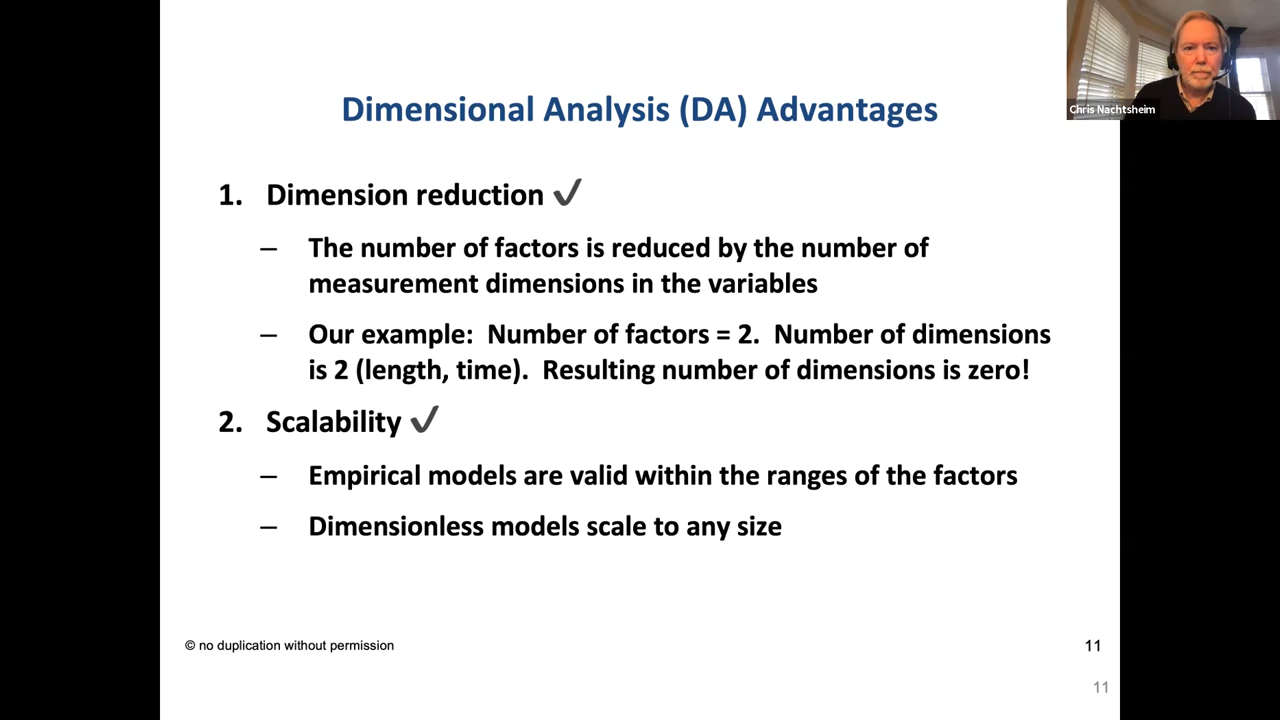 Chris Nachtsheim
Dimensional Analysis (DA) Advantages
1. Dimension reduction ✓
– The number of factors is reduced by the number of
measurement dimensions in the variables
– Our example: Number of factors = 2. Number of dimensions
is 2 (length, time). Resulting number of dimensions is zero!
2. Scalability ✓
– Empirical models are valid within the ranges of the factors
– Dimensionless models scale to any size
© no duplication without permission
11
11